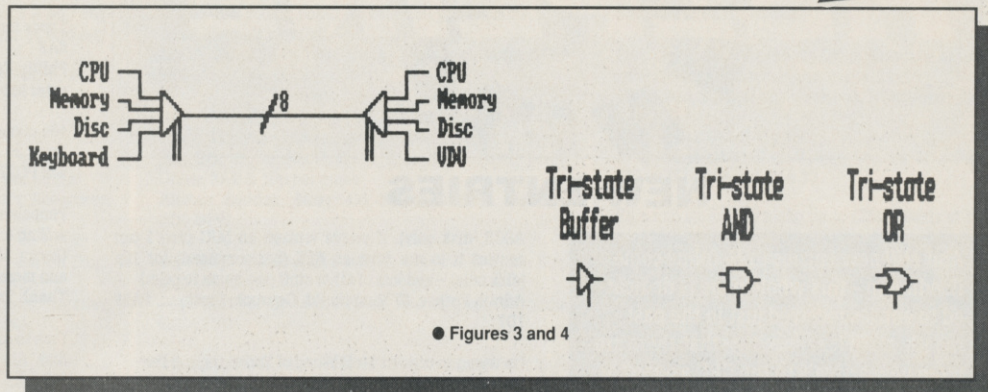 CPU
Memory
Disc
Keyboard
8
CPU
Memory
Disc
VDU
Tri-state
Buffer
Tri-state
AND
Tri-state
OR
● Figures 3 and 4